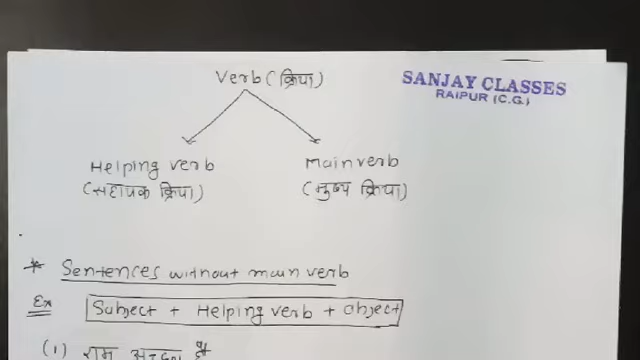 Verb (क्रिया)
SANJAY CLASSES
RAIPUR (C.G.)
Helping verb
(सहायक क्रिया)
Main verb
(मुख्य क्रिया)
* Sentences without main verb
Ex
Subject + Helping verb + Object
(1) राम अच्छा है